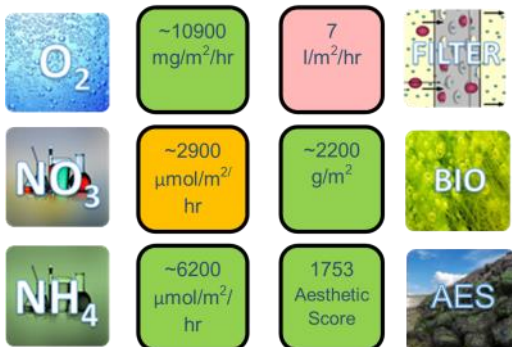 O₂
~10900
mg/m²/hr
7
l/m²/hr
FILTER
NO₃
~2900
µmol/m²/
hr
~2200
g/m²
BIO
NH₄
~6200
µmol/m²/
hr
1753
Aesthetic
Score
AES